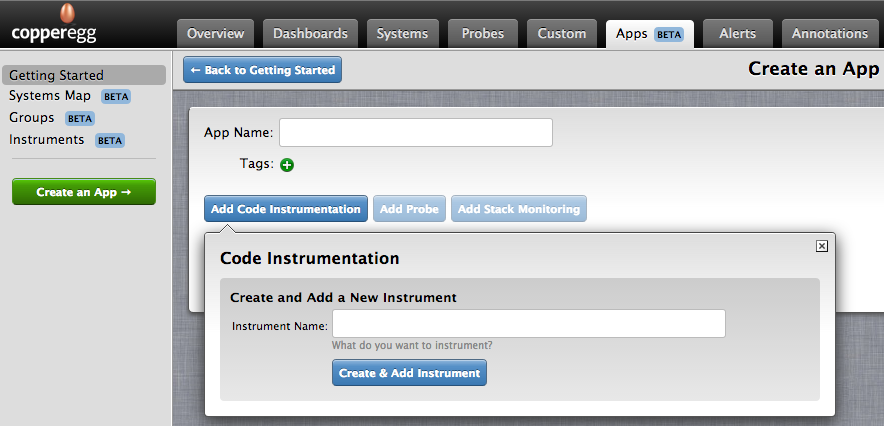 copperegg
Overview Dashboards Systems Probes Custom Apps BETA Alerts Annotations
Getting Started
Systems Map BETA
Groups BETA
Instruments BETA
Create an App →
← Back to Getting Started
Create an App
App Name:
Tags:
Add Code Instrumentation Add Probe Add Stack Monitoring
Code Instrumentation
Create and Add a New Instrument
Instrument Name:
What do you want to instrument?
Create & Add Instrument